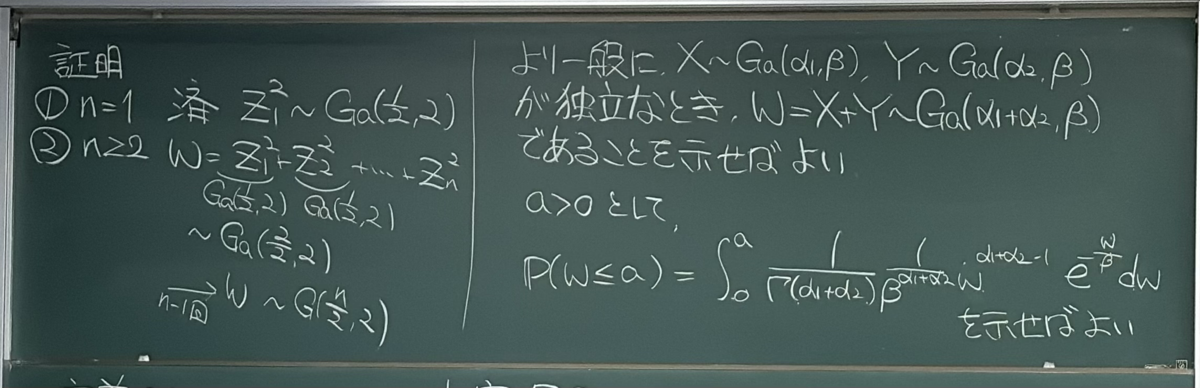 証明
① n=1 済 Z₁² ~ Ga(1/2, 2)
② n≥2 W = Z₁² + Z₂² + … + Zₙ²
Ga(1/2, 2) Ga(1/2, 2)
~ Ga(2/2, 2)
→ n-1回 W ~ G(n/2, 2)
より一般に, X ~ Ga(α₁, β), Y ~ Ga(α₂, β)
が独立なとき, W = X+Y ~ Ga(α₁+α₂, β)
であることを示せばよい
a>0 として,
P(W≤a) = ∫₀ᵃ 1/Γ(α₁+α₂) 1/β^(α₁+α₂) w^(α₁+α₂-1) e^(-w/β) dw
を示せばよい